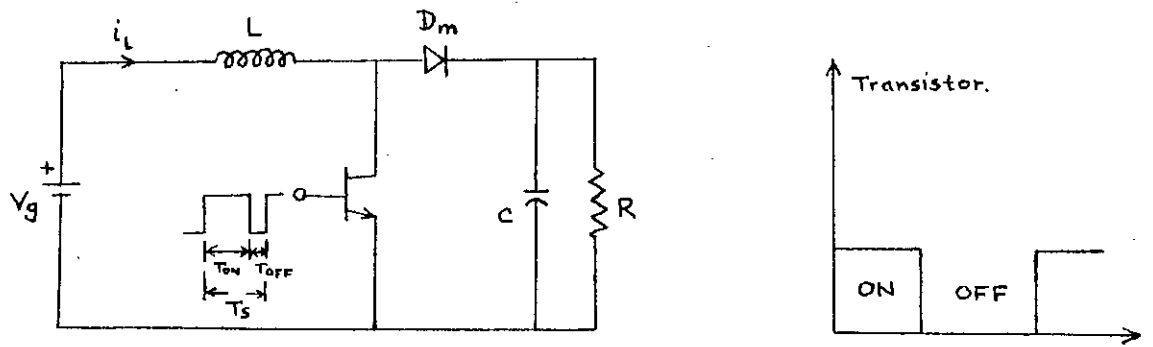 i_L
L
D_m
Transistor.
+
V_g
C
R
T_ON
T_OFF
T_S
ON
OFF